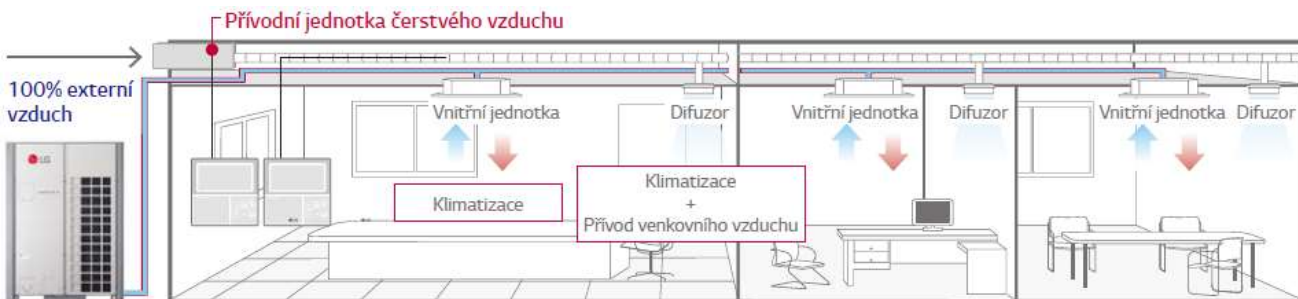 Přívodní jednotka čerstvého vzduchu
100% externí
vzduch
Vnitřní jednotka
Difuzor
Vnitřní jednotka
Difuzor
Vnitřní jednotka
Difuzor
LG
Klimatizace
Klimatizace
+
Přívod venkovního vzduchu